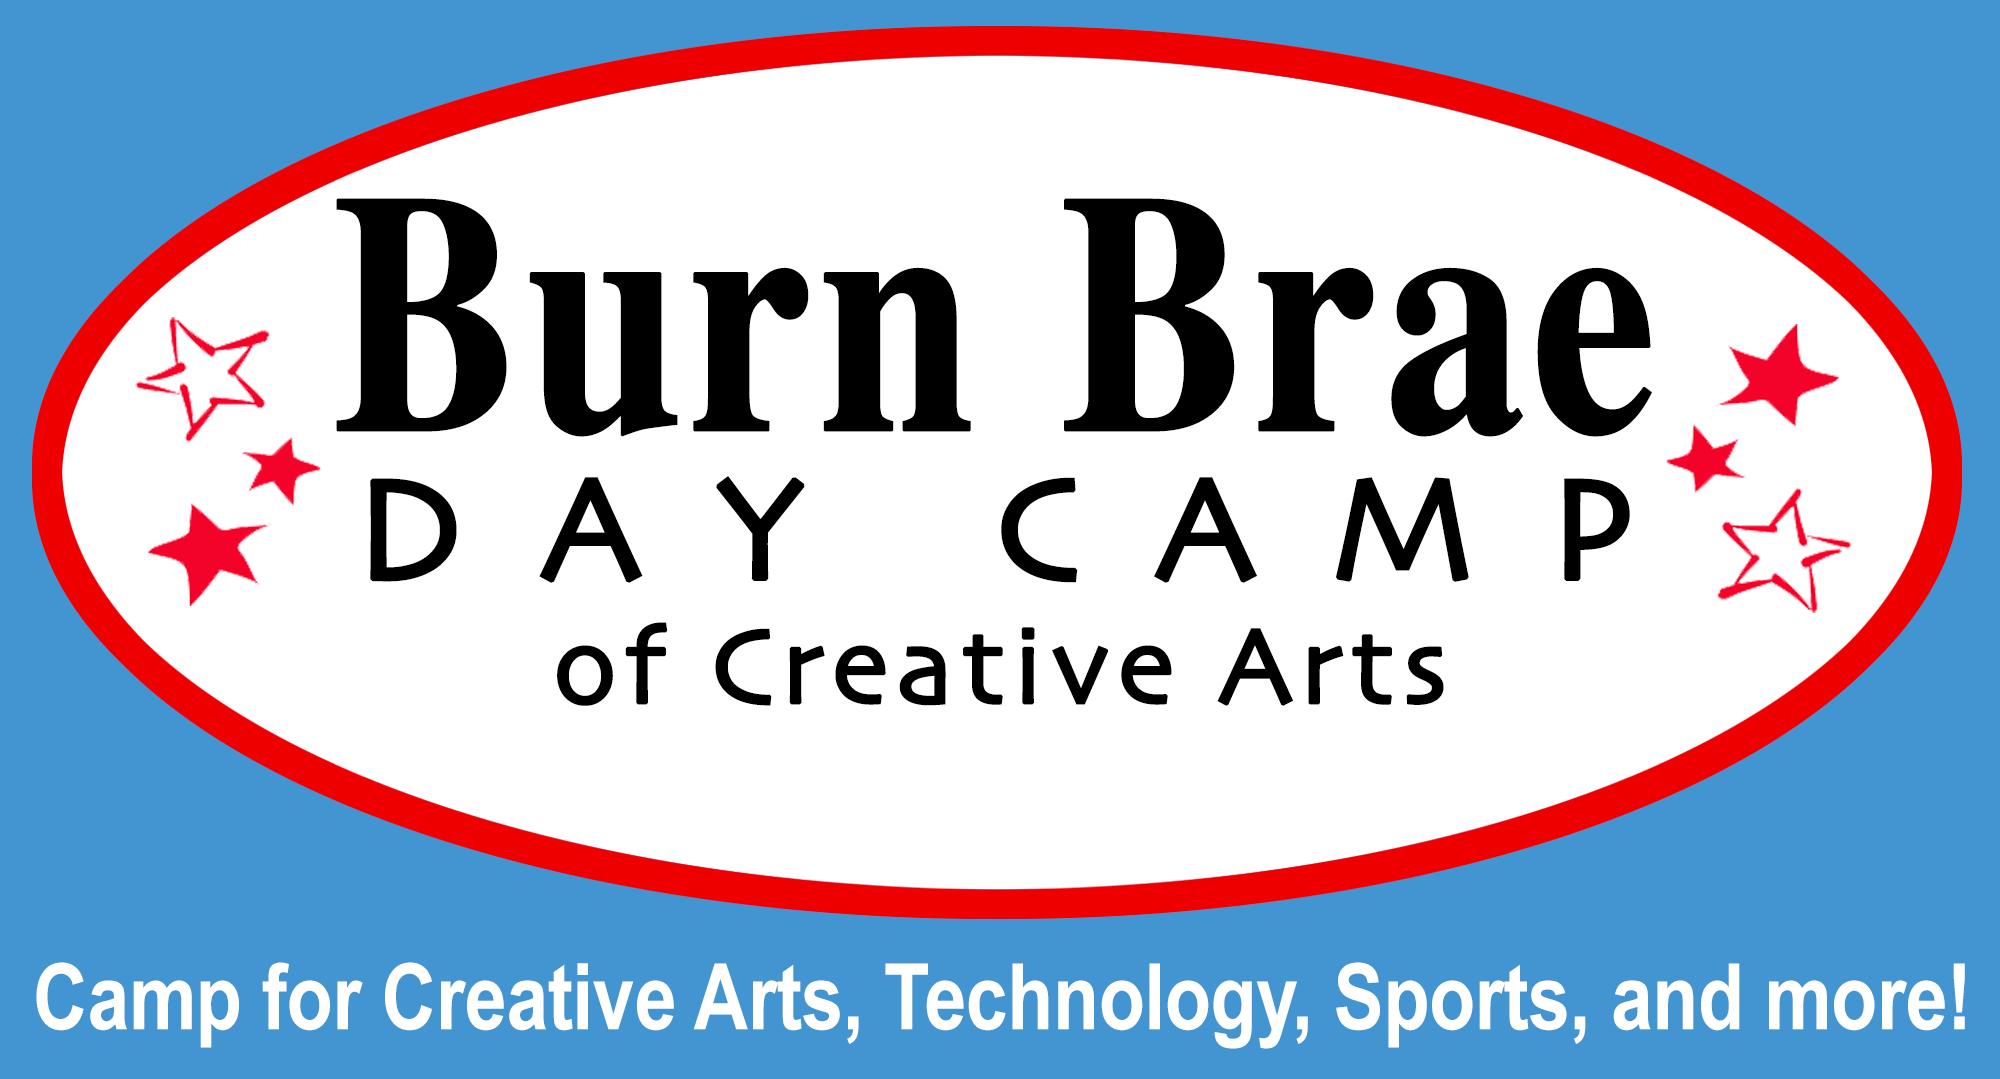 Burn Brae
DAY CAMP
of Creative Arts
Camp for Creative Arts, Technology, Sports, and more!